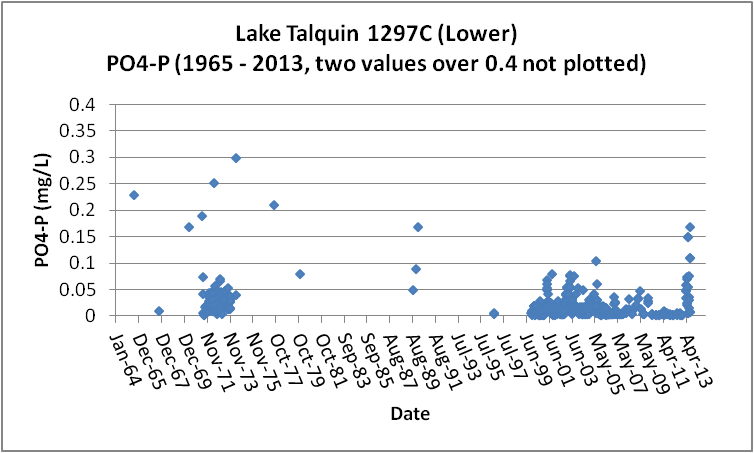 Lake Talquin 1297C (Lower)
PO4-P (1965 - 2013, two values over 0.4 not plotted)
PO4-P (mg/L)
0.4
0.35
0.3
0.25
0.2
0.15
0.1
0.05
0
Jan-64
Dec-65
Dec-67
Dec-69
Nov-71
Nov-73
Nov-75
Oct-77
Oct-79
Oct-81
Sep-83
Sep-85
Aug-87
Aug-89
Aug-91
Jul-93
Jul-95
Jul-97
Jun-99
Jun-01
Jun-03
May-05
May-07
May-09
Apr-11
Apr-13
Date